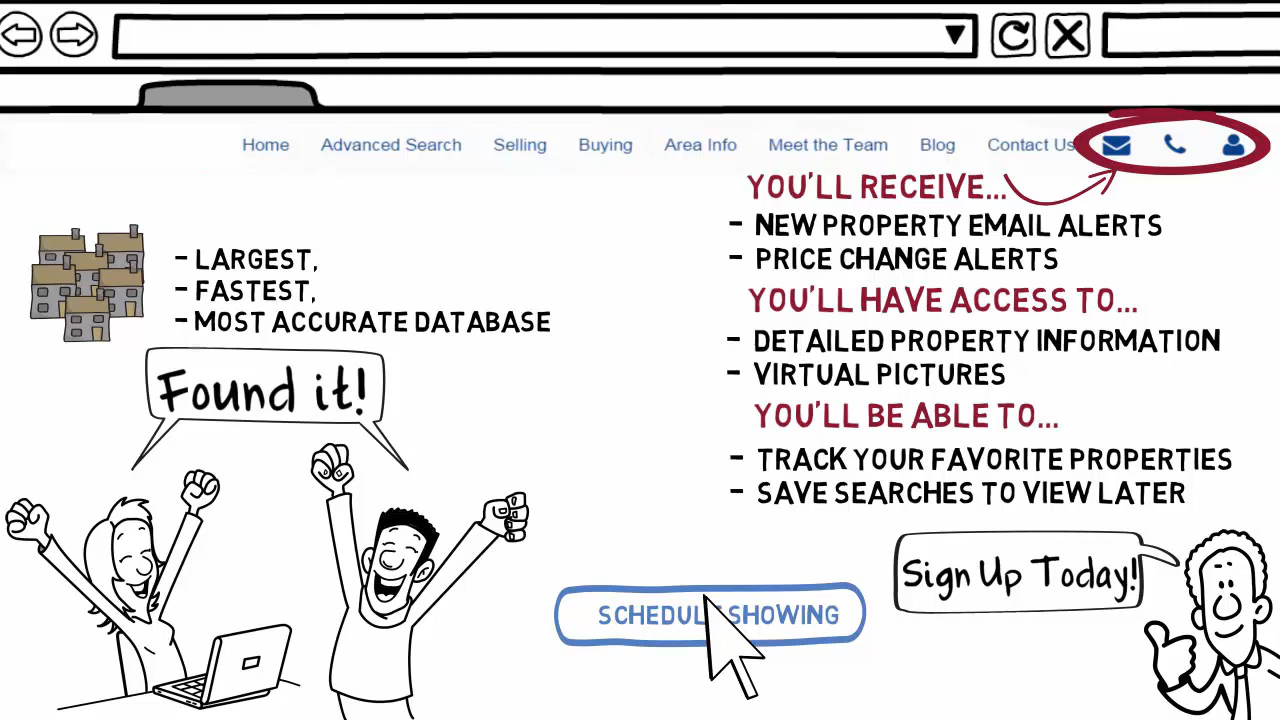 Home Advanced Search Selling Buying Area Info Meet the Team Blog Contact Us
- LARGEST,
- FASTEST,
- MOST ACCURATE DATABASE
Found it!
YOU'LL RECEIVE...
- NEW PROPERTY EMAIL ALERTS
- PRICE CHANGE ALERTS
YOU'LL HAVE ACCESS TO...
- DETAILED PROPERTY INFORMATION
- VIRTUAL PICTURES
YOU'LL BE ABLE TO...
- TRACK YOUR FAVORITE PROPERTIES
- SAVE SEARCHES TO VIEW LATER
Sign Up Today!
SCHEDULE SHOWING